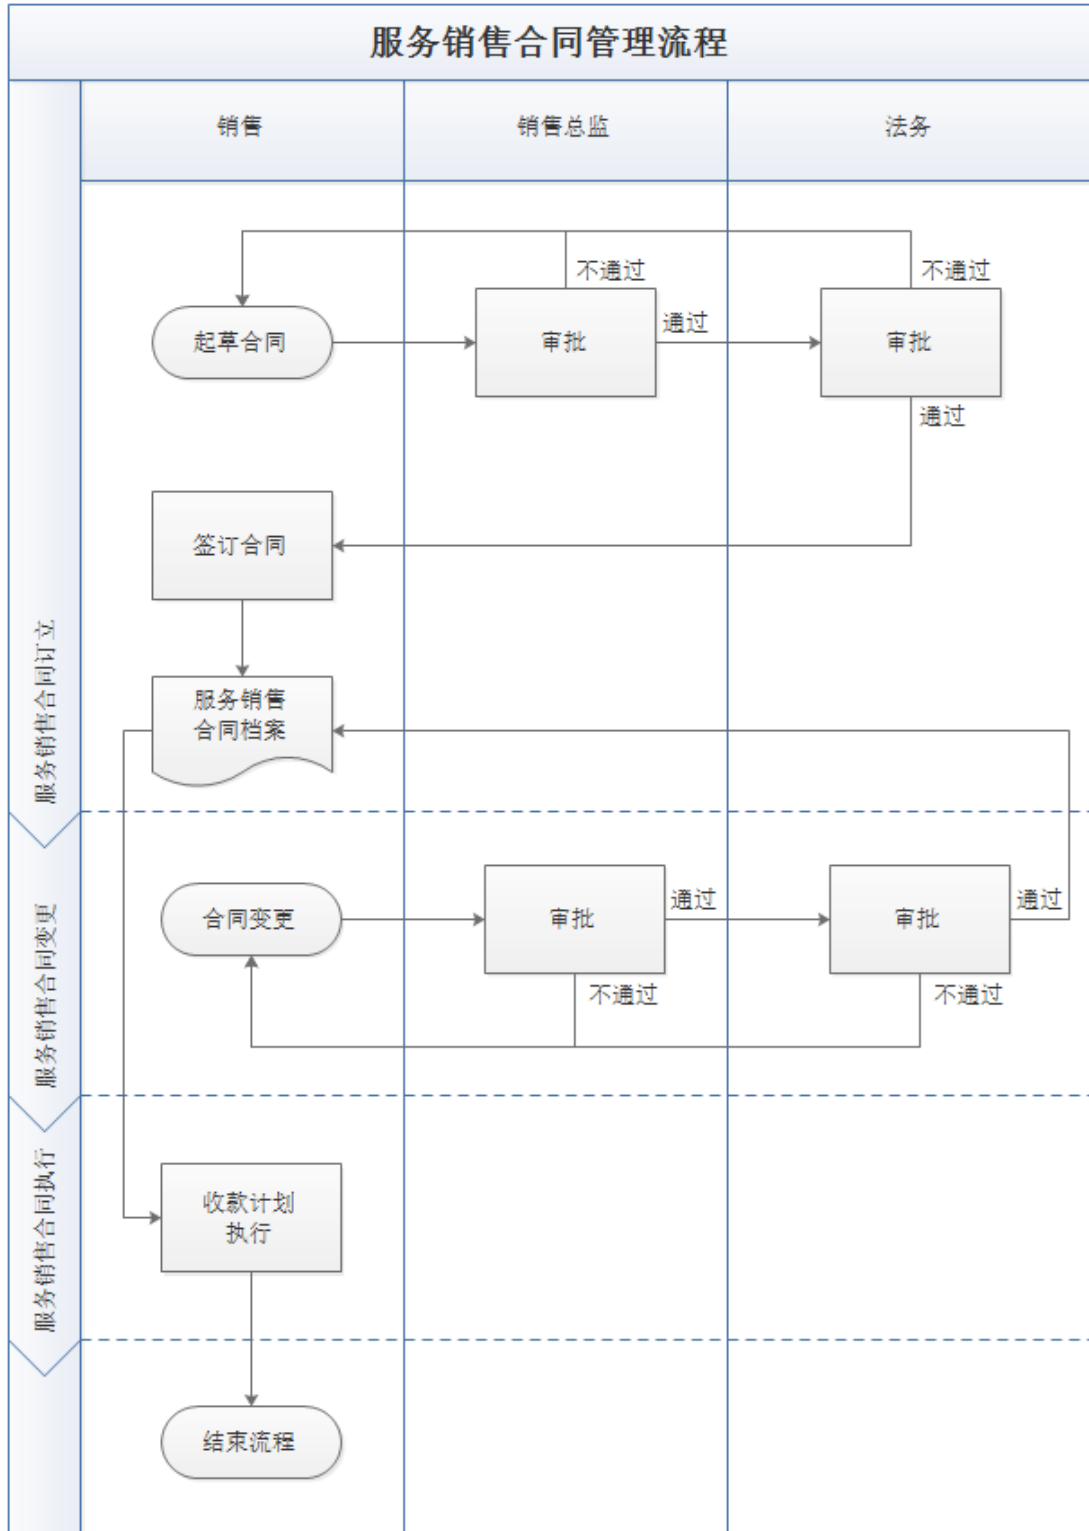 服务销售合同管理流程
销售
销售总监
法务
不通过
不通过
起草合同
审批
通过
审批
通过
签订合同
服务销售合同订立
服务销售
合同档案
服务销售合同变更
合同变更
审批
通过
审批
通过
不通过
不通过
服务销售合同执行
收款计划
执行
结束流程